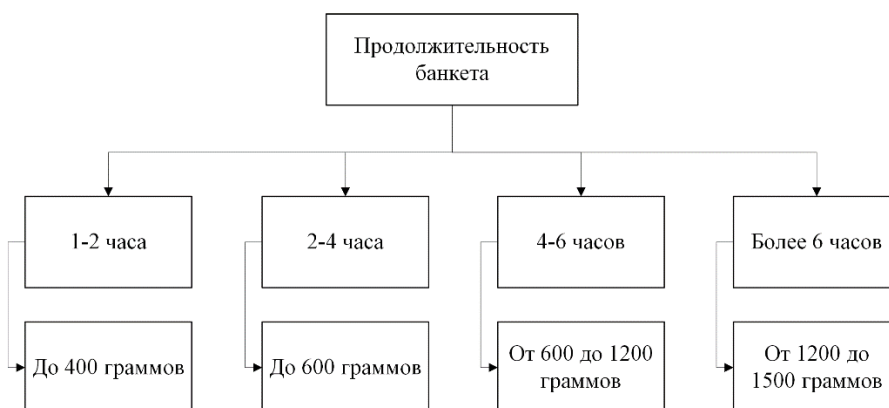 Продолжительность
банкета
1-2 часа
2-4 часа
4-6 часов
Более 6 часов
До 400 граммов
До 600 граммов
От 600 до 1200
граммов
От 1200 до
1500 граммов